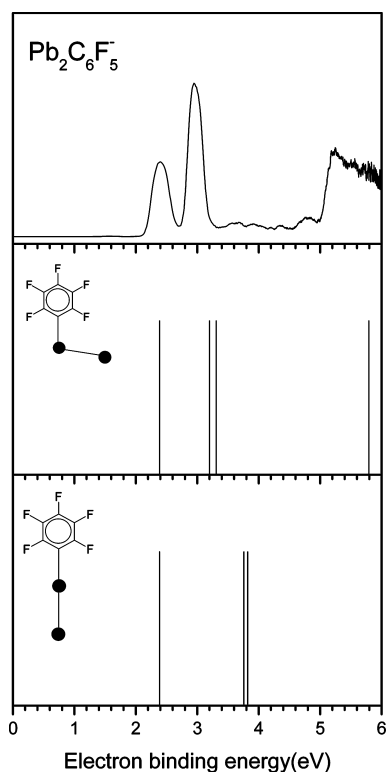 Pb₂C₆F₅⁻
F
F F
F F
F
F F
F F
0 1 2 3 4 5 6
Electron binding energy(eV)